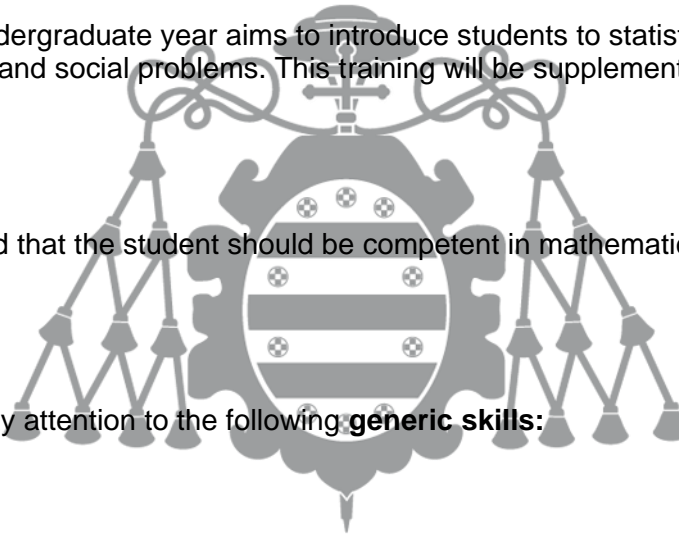 dergraduate year aims to introduce students to statist
and social problems. This training will be supplement
d that the student should be competent in mathematic
y attention to the following generic skills: